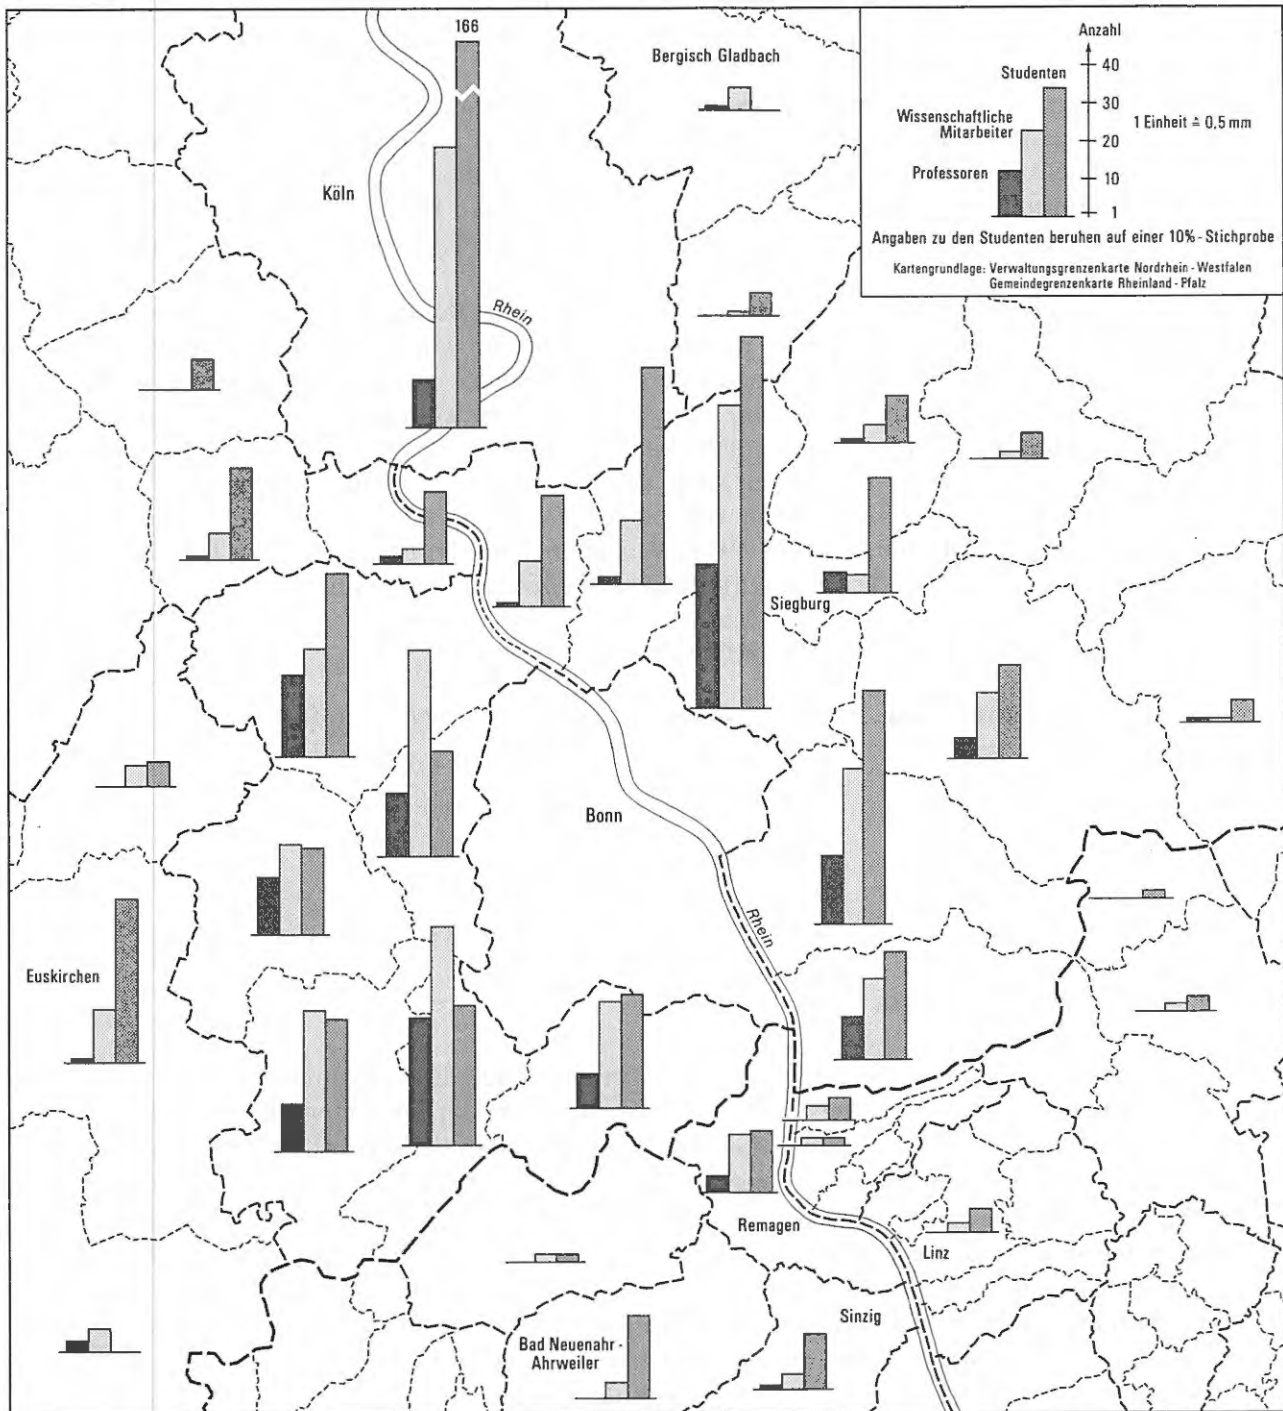 166
Bergisch Gladbach
Köln
Rhein
Anzahl
Studenten
40
30
Wissenschaftliche
Mitarbeiter
1 Einheit ≙ 0,5 mm
20
Professoren
10
1
Angaben zu den Studenten beruhen auf einer 10%-Stichprobe
Kartengrundlage: Verwaltungsgrenzenkarte Nordrhein-Westfalen
Gemeindegrenzenkarte Rheinland-Pfalz
Siegburg
Bonn
Rhein
Euskirchen
Remagen
Linz
Sinzig
Bad Neuenahr-
Ahrweiler